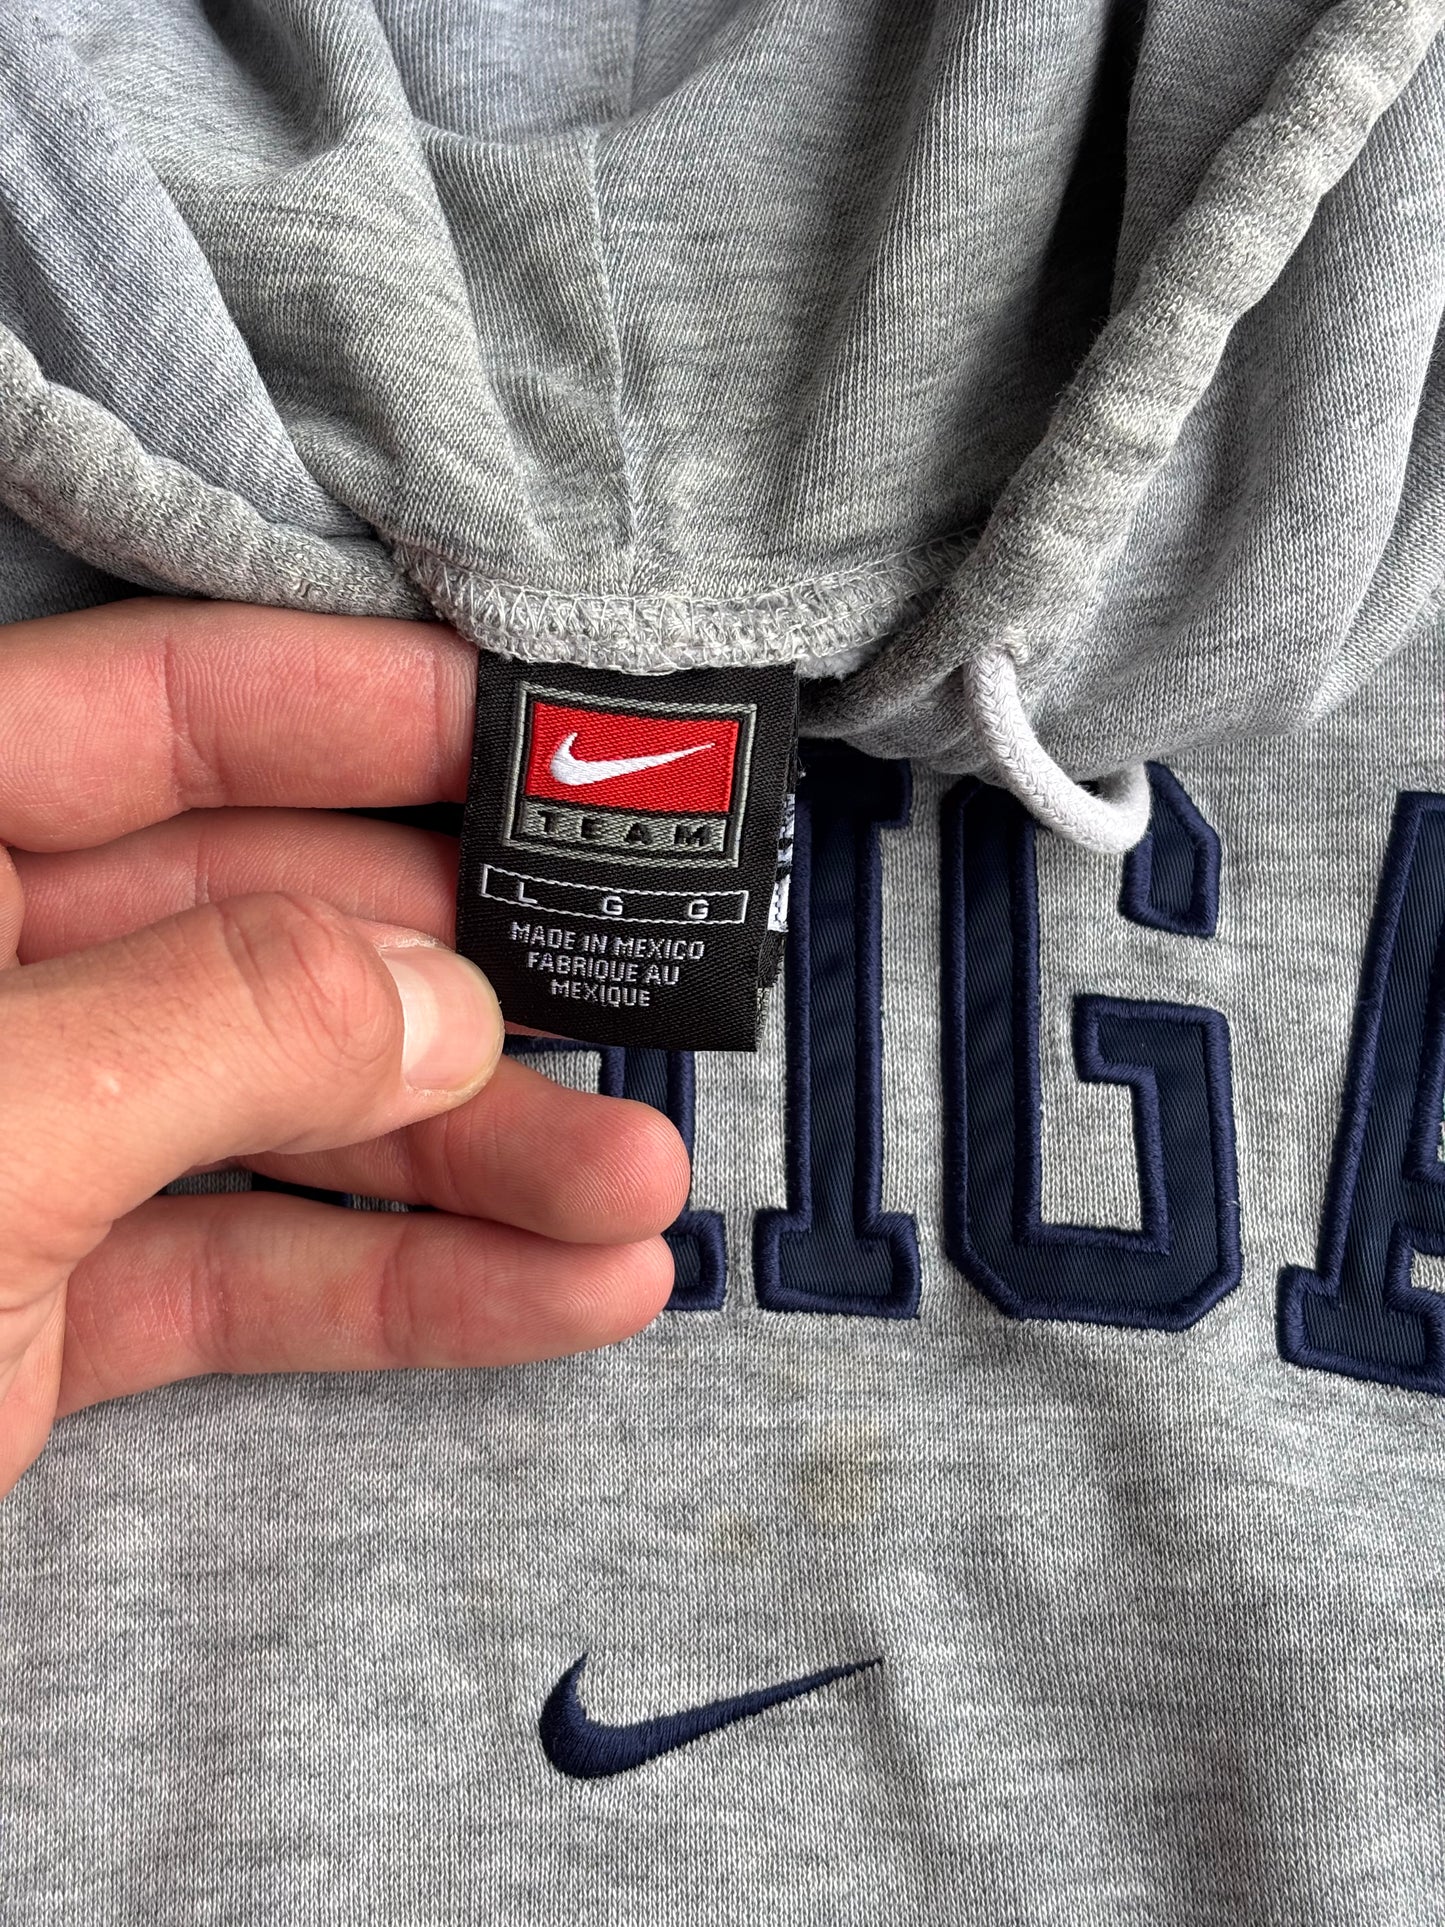 TEAM
L G G
MADE IN MEXICO
FABRIQUE AU
MEXIQUE
IGA